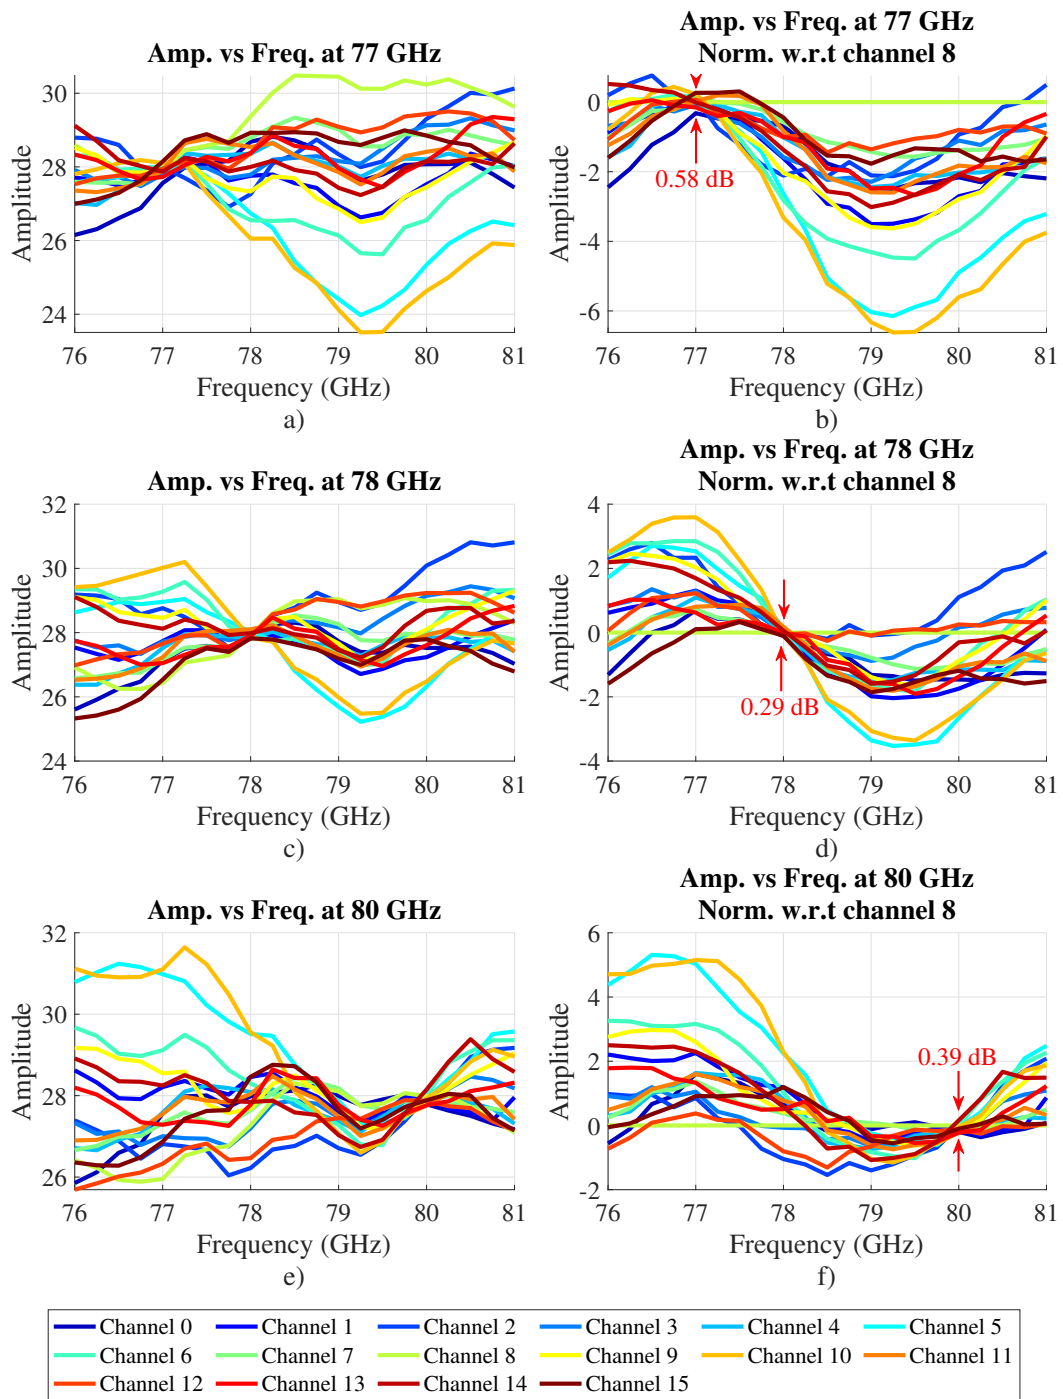 Amp. vs Freq. at 77 GHz
30
28
26
24
Amplitude
76 77 78 79 80 81
Frequency (GHz)
a)
Amp. vs Freq. at 77 GHz
Norm. w.r.t channel 8
0
-2
-4
-6
Amplitude
0.58 dB
76 77 78 79 80 81
Frequency (GHz)
b)
Amp. vs Freq. at 78 GHz
32
30
28
26
24
Amplitude
76 77 78 79 80 81
Frequency (GHz)
c)
Amp. vs Freq. at 78 GHz
Norm. w.r.t channel 8
4
2
0
-2
-4
Amplitude
0.29 dB
76 77 78 79 80 81
Frequency (GHz)
d)
Amp. vs Freq. at 80 GHz
32
30
28
26
Amplitude
76 77 78 79 80 81
Frequency (GHz)
e)
Amp. vs Freq. at 80 GHz
Norm. w.r.t channel 8
6
4
2
0
-2
Amplitude
0.39 dB
76 77 78 79 80 81
Frequency (GHz)
f)
Channel 0 Channel 1 Channel 2 Channel 3 Channel 4 Channel 5
Channel 6 Channel 7 Channel 8 Channel 9 Channel 10 Channel 11
Channel 12 Channel 13 Channel 14 Channel 15